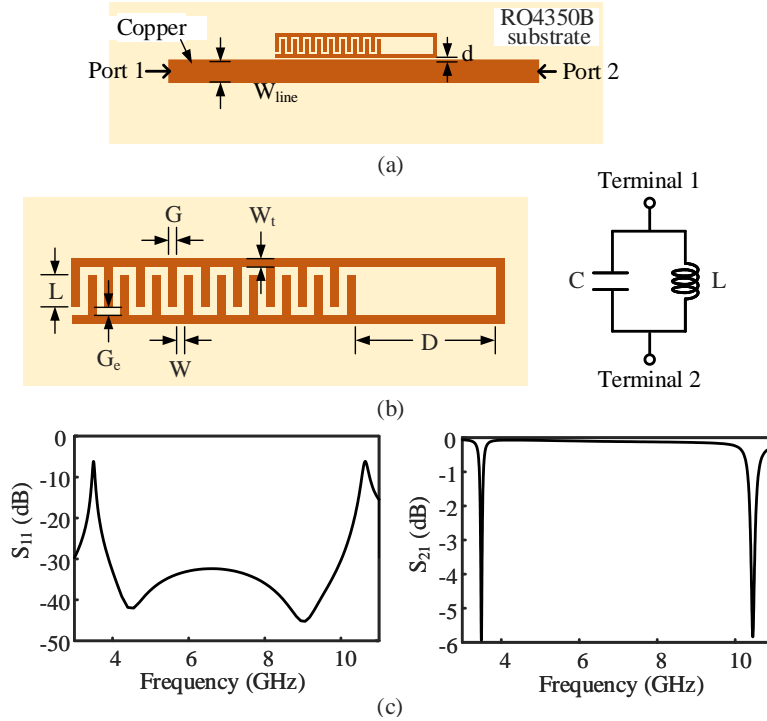 Copper
RO4350B
substrate
d
Port 1
Port 2
W_line
(a)
G
W_t
L
G_e
W
D
Terminal 1
C
L
Terminal 2
(b)
0
-10
-20
-30
-40
-50
S_11 (dB)
4
6
8
10
Frequency (GHz)
0
-1
-2
-3
-4
-5
-6
S_21 (dB)
4
6
8
10
Frequency (GHz)
(c)